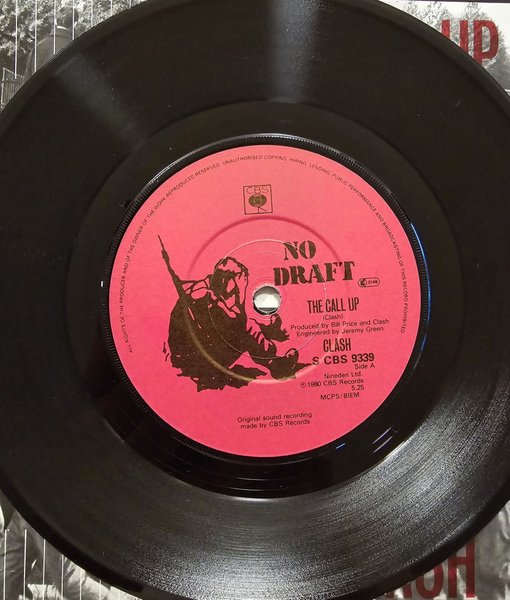 UP
ALL RIGHTS OF THE PRODUCER AND OF THE OWNER OF THE WORK REPRODUCED RESERVED. UNAUTHORISED COPYING, HIRING, LENDING, PUBLIC PERFORMANCE AND BROADCASTING OF THIS RECORD PROHIBITED
CBS
NO
DRAFT
THE CALL UP
(Clash)
Produced by Bill Price and Clash
Engineered by Jeremy Green
CLASH
S CBS 9339
Side A
Nineden Ltd.
℗ 1980 CBS Records
5.25
MCPS/BIEM
Original sound recording
made by CBS Records